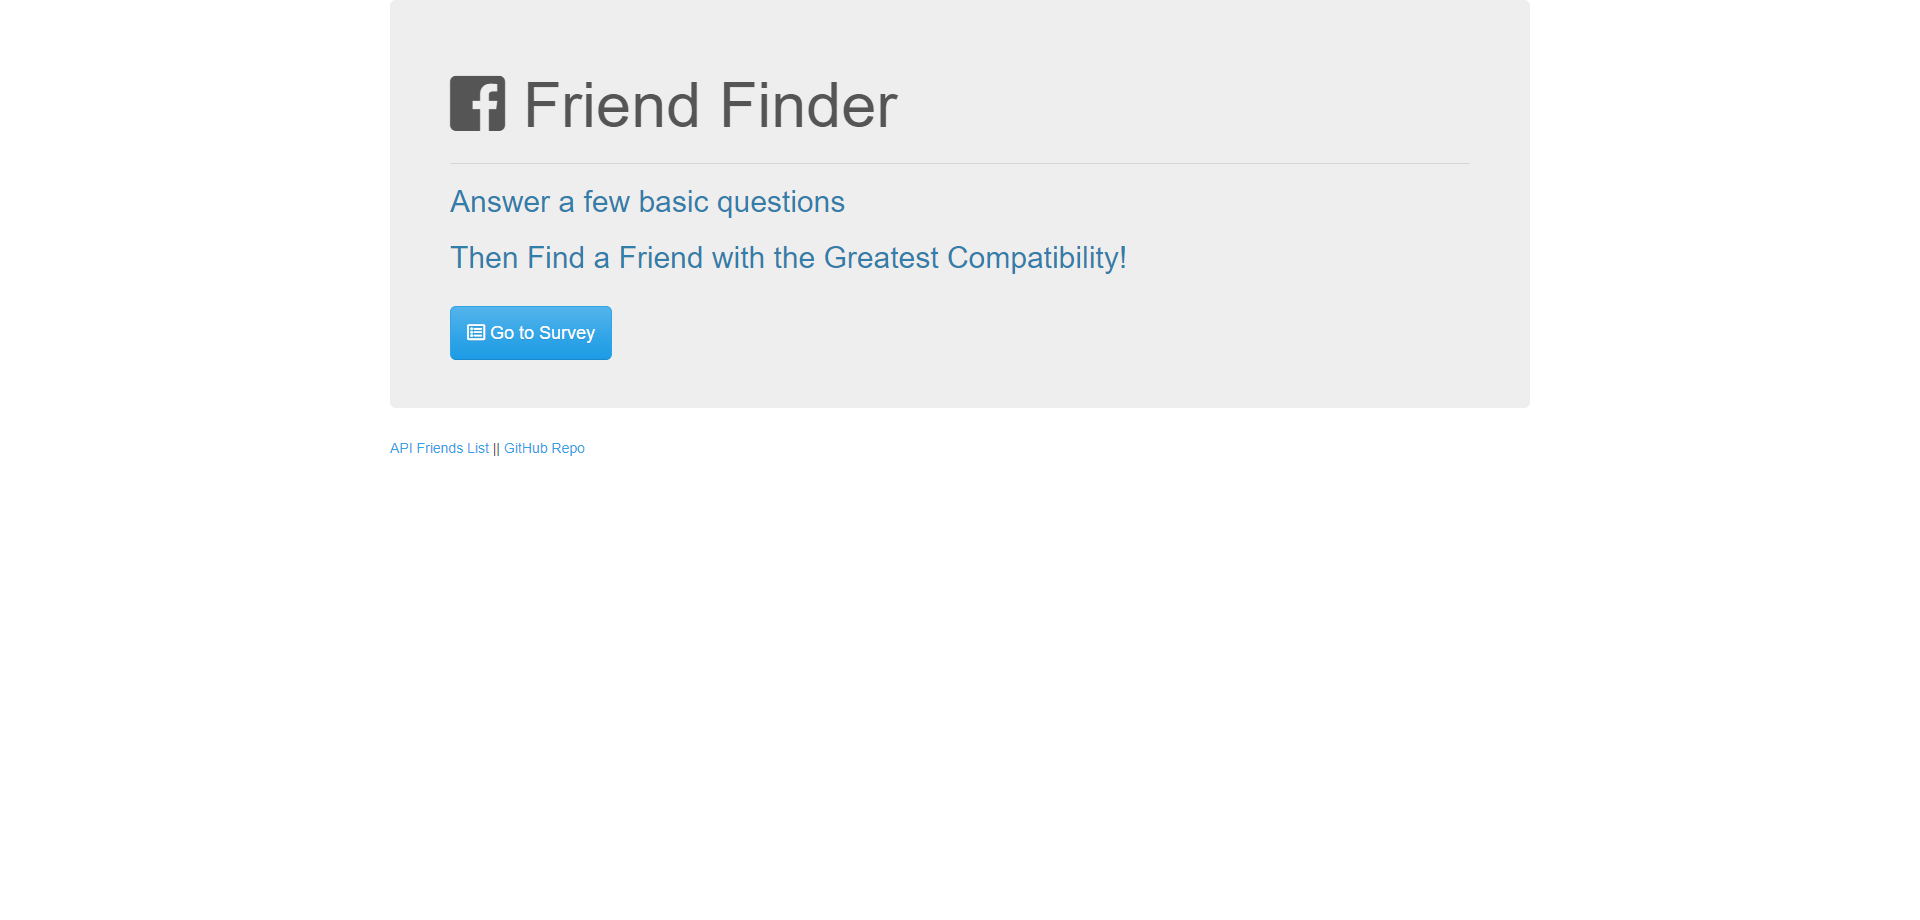 Friend Finder
Answer a few basic questions
Then Find a Friend with the Greatest Compatibility!
Go to Survey
API Friends List || GitHub Repo